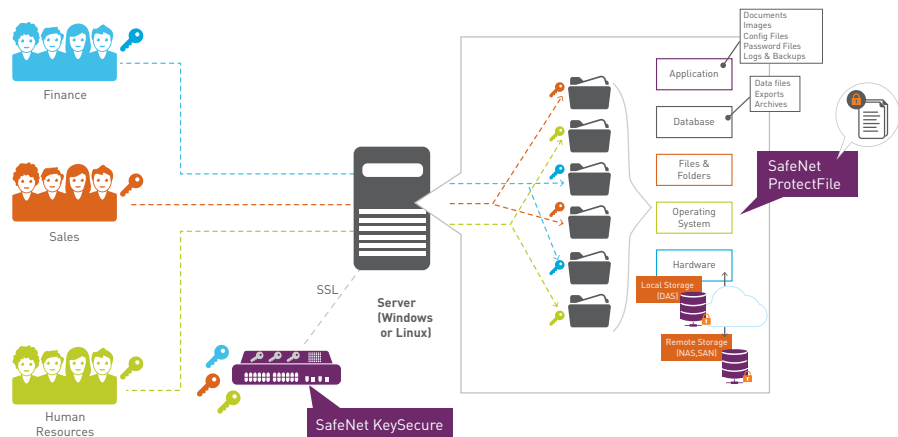 Finance
Sales
Human
Resources
SSL
Server
(Windows
or Linux)
SafeNet KeySecure
Documents
Images
Config Files
Password Files
Logs & Backups
Application
Data files
Exports
Archives
Database
SafeNet
ProtectFile
Files &
Folders
Operating
System
Hardware
Local Storage
(DAS)
Remote Storage
(NAS,SAN)